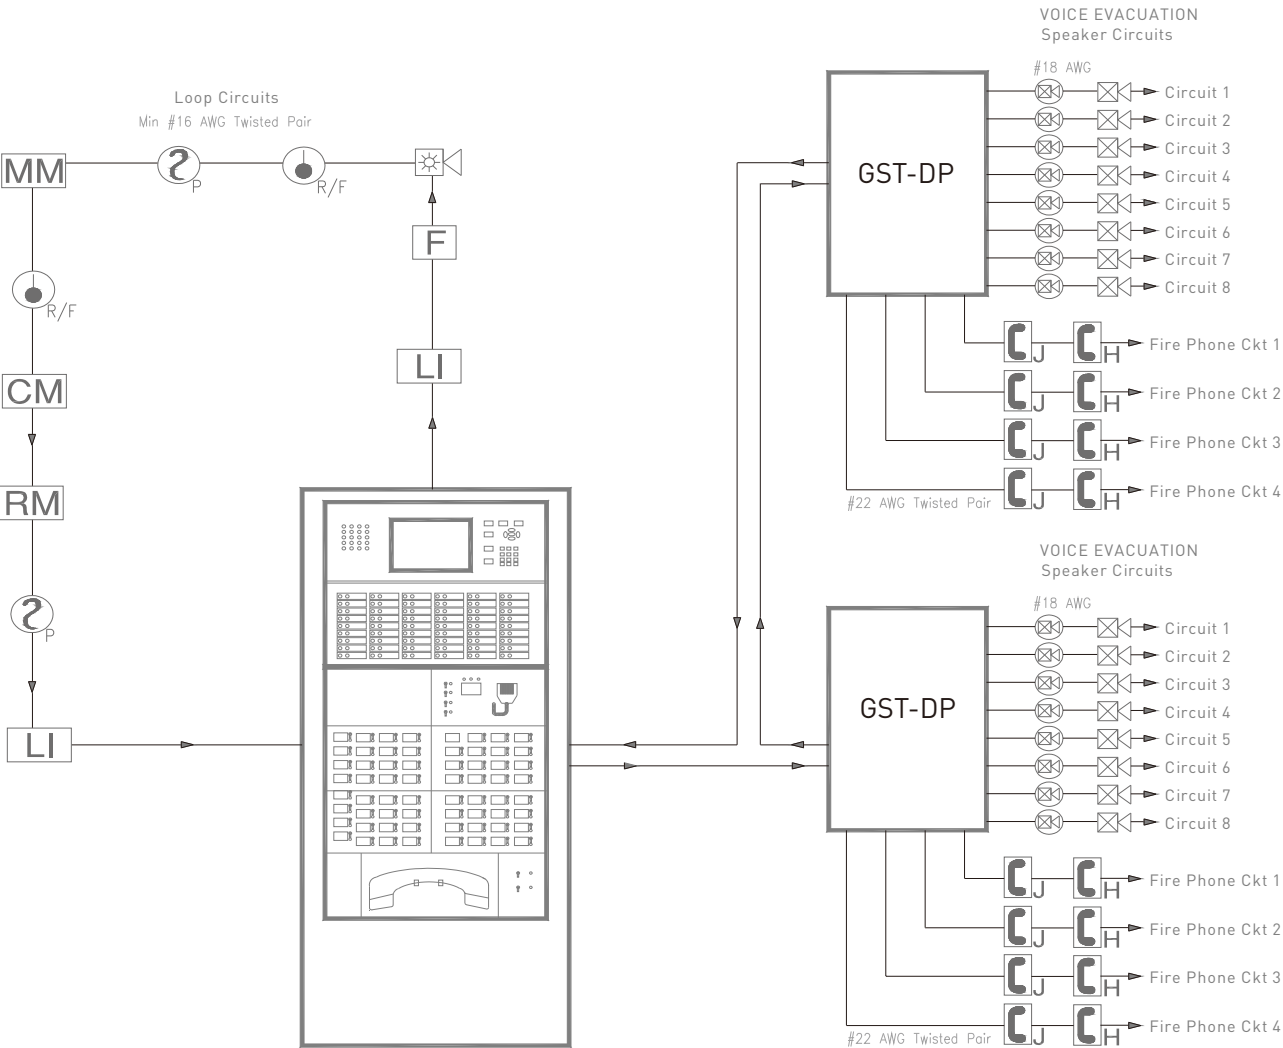 VOICE EVACUATION
Speaker Circuits
#18 AWG
Circuit 1
Circuit 2
Circuit 3
Circuit 4
Circuit 5
Circuit 6
Circuit 7
Circuit 8
GST-DP
Fire Phone Ckt 1
J
H
Fire Phone Ckt 2
J
H
Fire Phone Ckt 3
J
H
Fire Phone Ckt 4
J
H
#22 AWG Twisted Pair
Loop Circuits
Min #16 AWG Twisted Pair
MM
P
R/F
F
R/F
LI
CM
RM
P
LI
VOICE EVACUATION
Speaker Circuits
#18 AWG
Circuit 1
Circuit 2
Circuit 3
Circuit 4
Circuit 5
Circuit 6
Circuit 7
Circuit 8
GST-DP
Fire Phone Ckt 1
J
H
Fire Phone Ckt 2
J
H
Fire Phone Ckt 3
J
H
Fire Phone Ckt 4
J
H
#22 AWG Twisted Pair